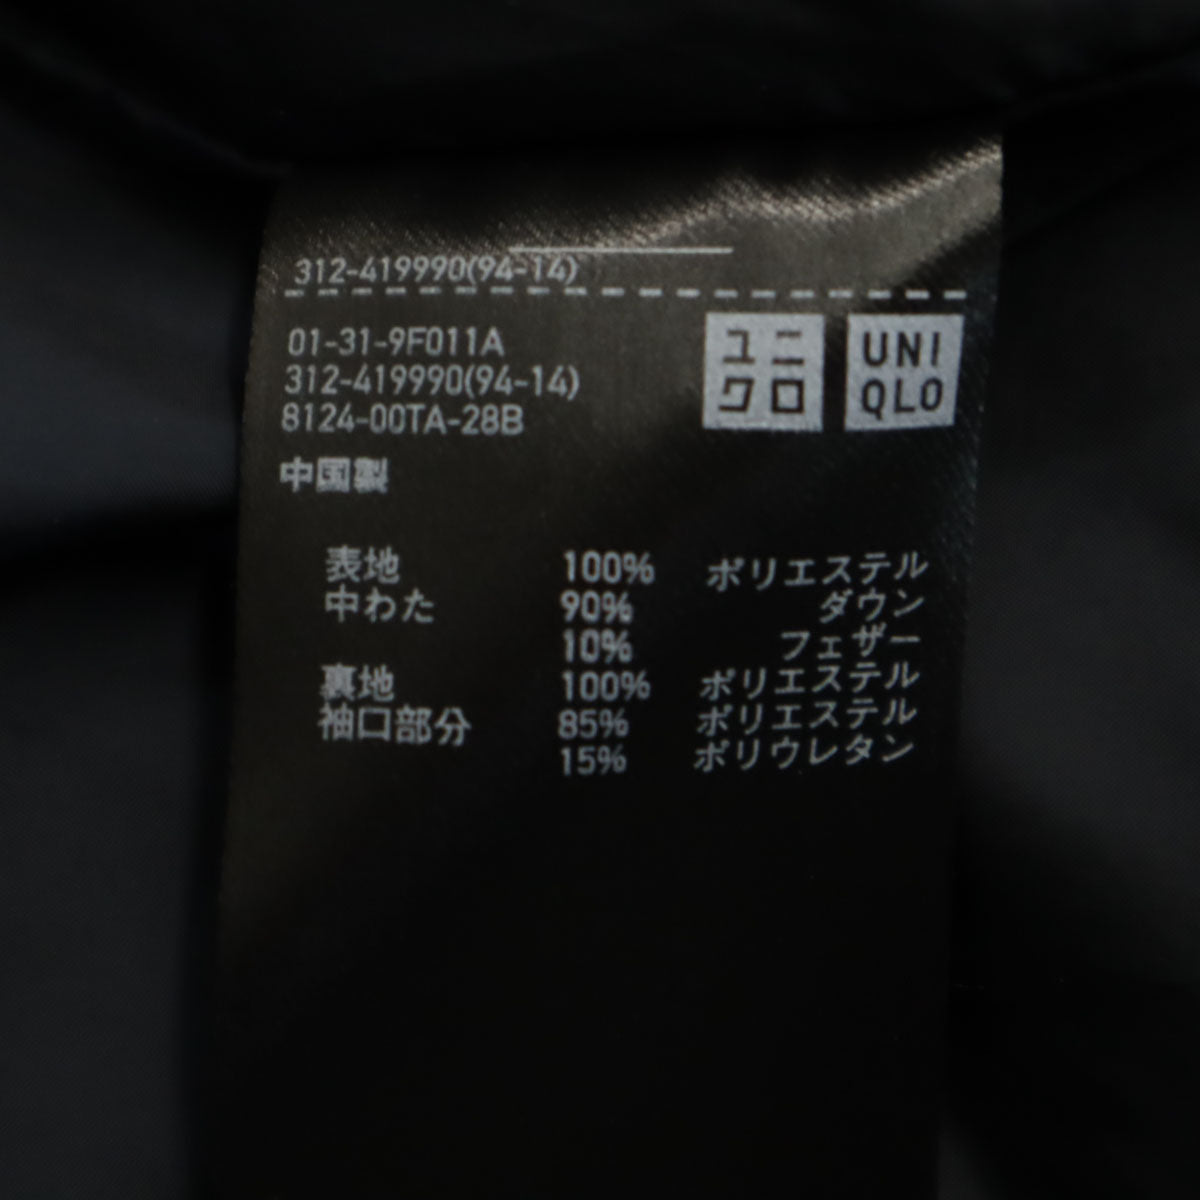 312-419990(94-14)
01-31-9F011A
312-419990(94-14)
8124-00TA-28B
ユニ
クロ
UNI
QLO
中国製
表地 100% ポリエステル
中わた 90% ダウン
10% フェザー
裏地 100% ポリエステル
袖口部分 85% ポリエステル
15% ポリウレタン